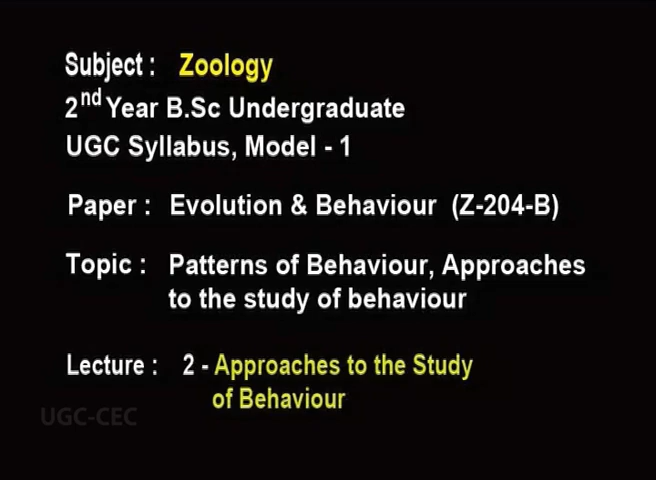 Subject : Zoology
2nd Year B.Sc Undergraduate
UGC Syllabus, Model - 1
Paper : Evolution & Behaviour (Z-204-B)
Topic : Patterns of Behaviour, Approaches
to the study of behaviour
Lecture : 2 - Approaches to the Study
of Behaviour
UGC-CEC